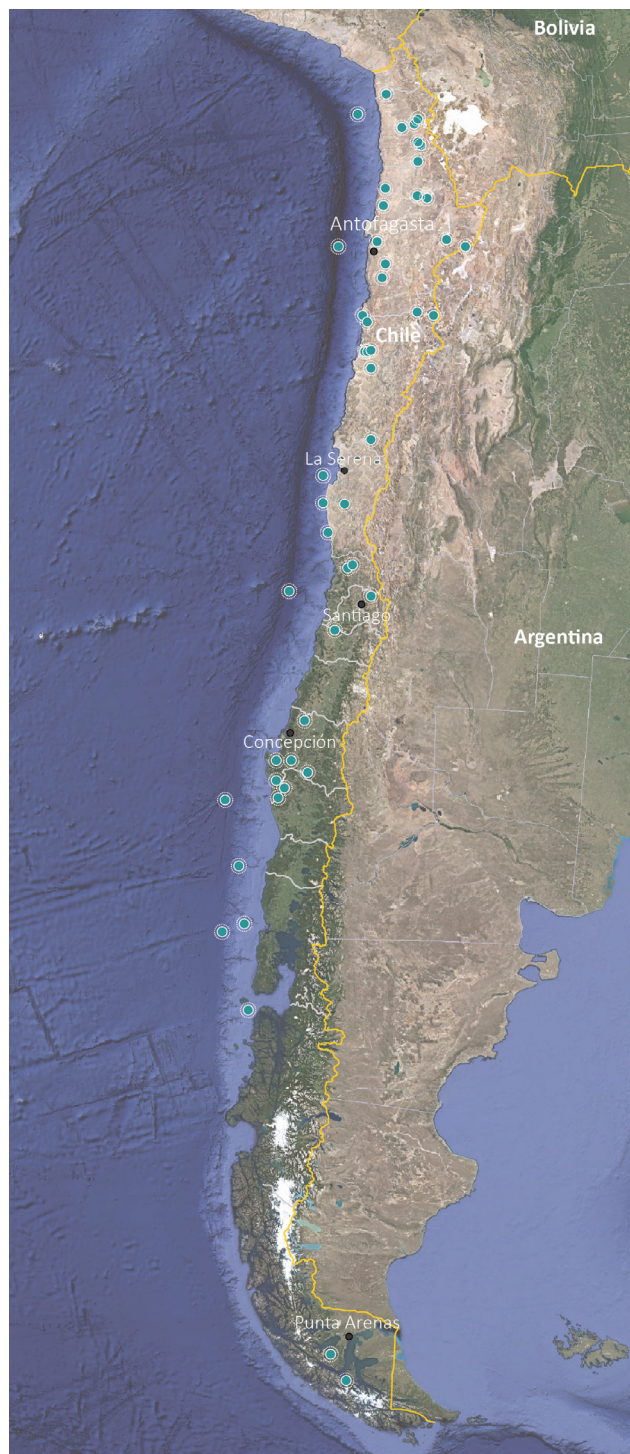 Bolivia
Antofagasta
Chile
La Serena
Santiago
Argentina
Concepción
Punta Arenas